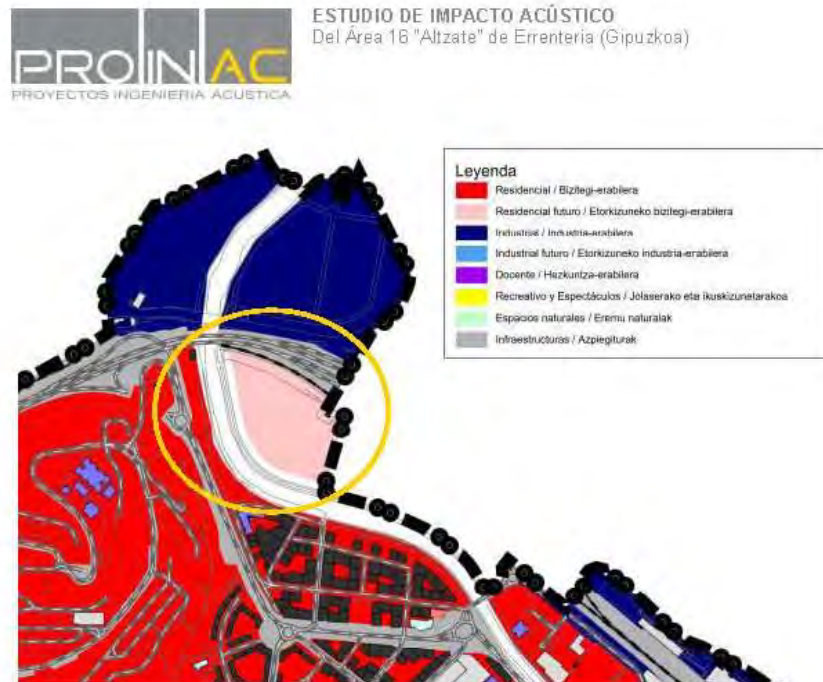 PROINAC
PROYECTOS INGENIERIA ACUSTICA
ESTUDIO DE IMPACTO ACÚSTICO
Del Área 16 "Altzate" de Errenteria (Gipuzkoa)
Leyenda
Residencial / Bizitegi-erabilera
Residencial futuro / Etorkizuneko bizitegi-erabilera
Industrial / Industria-erabilera
Industrial futuro / Etorkizuneko industria-erabilera
Docente / Hezkuntza-erabilera
Recreativo y Espectáculos / Jolaserako eta ikuskizunetarakoa
Espacios naturales / Eremu naturalak
Infraestructuras / Azpiegiturak